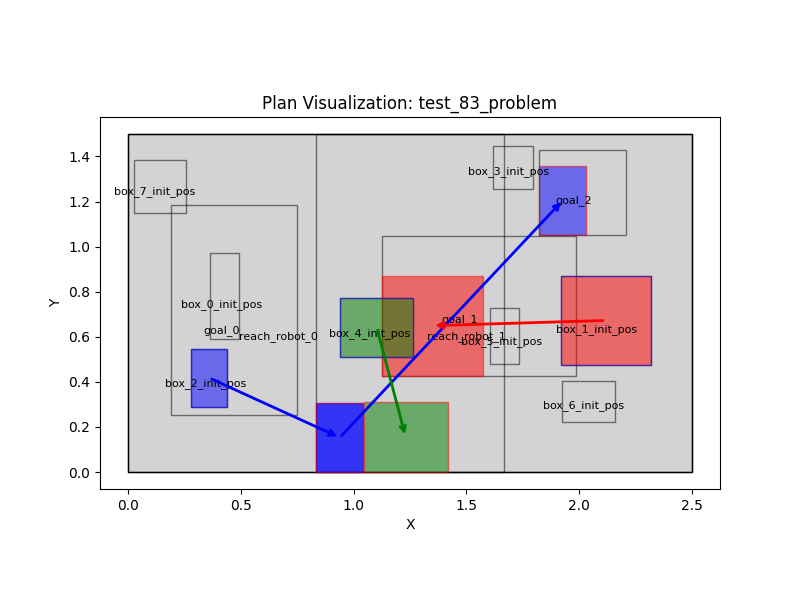 Plan Visualization: test_83_problem
Y
1.4
1.2
1.0
0.8
0.6
0.4
0.2
0.0
box_7_init_pos
box_3_init_pos
goal_2
box_0_init_pos
goal_0
reach_robot_0
goal_1
box_4_init_pos
reach_robot_1
box_5_init_pos
box_1_init_pos
box_2_init_pos
box_6_init_pos
0.0
0.5
1.0
1.5
2.0
2.5
X